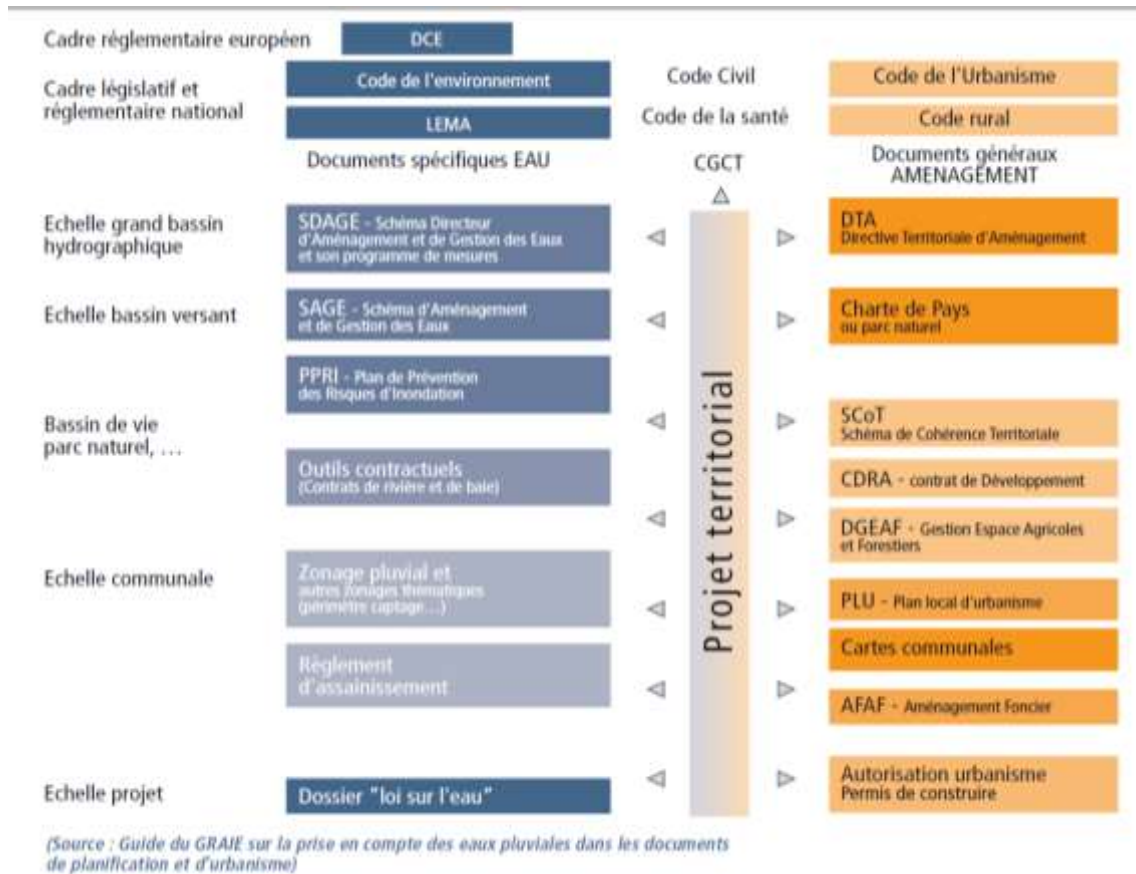 Cadre réglementaire européen
DCE
Cadre législatif et
réglementaire national
Code de l'environnement
Code Civil
Code de l'Urbanisme
LEMA
Code de la santé
Code rural
Documents spécifiques EAU
CGCT
Documents généraux
AMENAGEMENT
Echelle grand bassin
hydrographique
SDAGE - Schéma Directeur
d'Aménagement et de Gestion des Eaux
et son programme de mesures
DTA
Directive Territoriale d'Aménagement
Echelle bassin versant
SAGE - Schéma d'Aménagement
et de Gestion des Eaux
Charte de Pays
ou parc naturel
PPRI - Plan de Prévention
des Risques d'Inondation
Bassin de vie
parc naturel, ...
SCoT
Schéma de Cohérence Territoriale
Outils contractuels
(Contrats de rivière et de baie)
CDRA - contrat de Développement
DGEAF - Gestion Espace Agricoles
et Forestiers
Projet territorial
Echelle communale
Zonage pluvial et
autres zonages thématiques
(périmètre captage...)
PLU - Plan local d'urbanisme
Cartes communales
Règlement
d'assainissement
AFAF - Aménagement Foncier
Echelle projet
Dossier "loi sur l'eau"
Autorisation urbanisme
Permis de construire
(Source : Guide du GRAIE sur la prise en compte des eaux pluviales dans les documents
de planification et d'urbanisme)